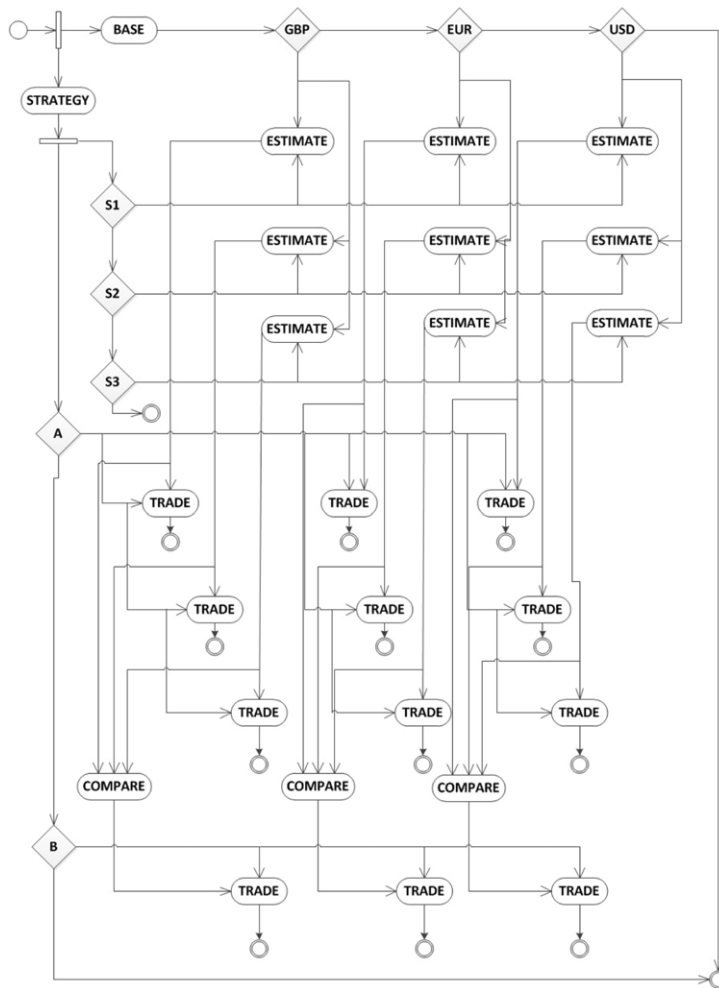 BASE
GBP
EUR
USD
STRATEGY
ESTIMATE
ESTIMATE
ESTIMATE
S1
ESTIMATE
ESTIMATE
ESTIMATE
S2
ESTIMATE
ESTIMATE
ESTIMATE
S3
A
TRADE
TRADE
TRADE
TRADE
TRADE
TRADE
TRADE
TRADE
TRADE
COMPARE
COMPARE
COMPARE
B
TRADE
TRADE
TRADE